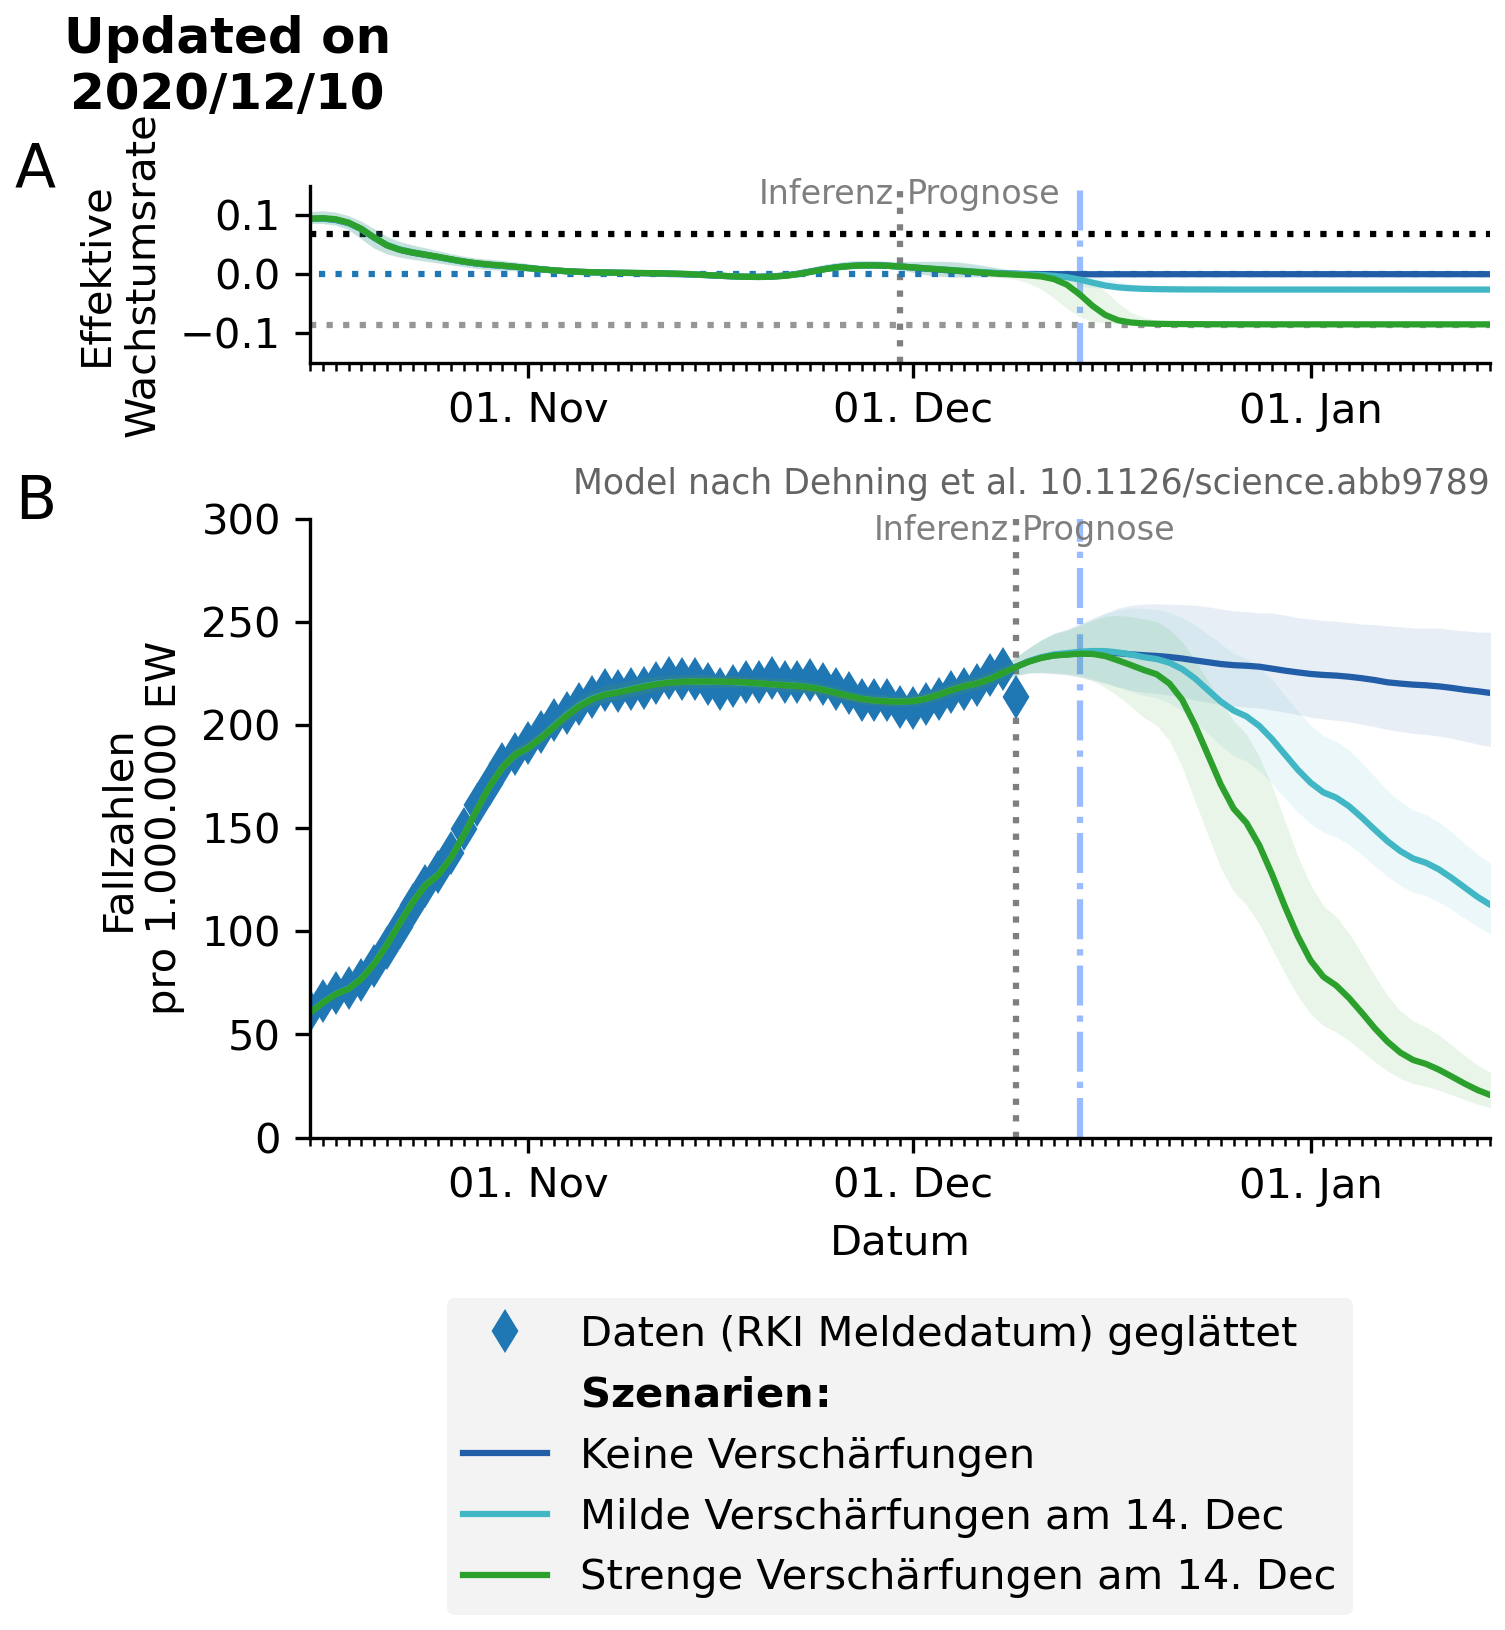 Updated on
2020/12/10
A
Effektive
Wachstumsrate
0.1
0.0
−0.1
Inferenz Prognose
01. Nov
01. Dec
01. Jan
B
Model nach Dehning et al. 10.1126/science.abb9789
Inferenz Prognose
Fallzahlen
pro 1.000.000 EW
300
250
200
150
100
50
0
01. Nov
01. Dec
01. Jan
Datum
Daten (RKI Meldedatum) geglättet
Szenarien:
Keine Verschärfungen
Milde Verschärfungen am 14. Dec
Strenge Verschärfungen am 14. Dec